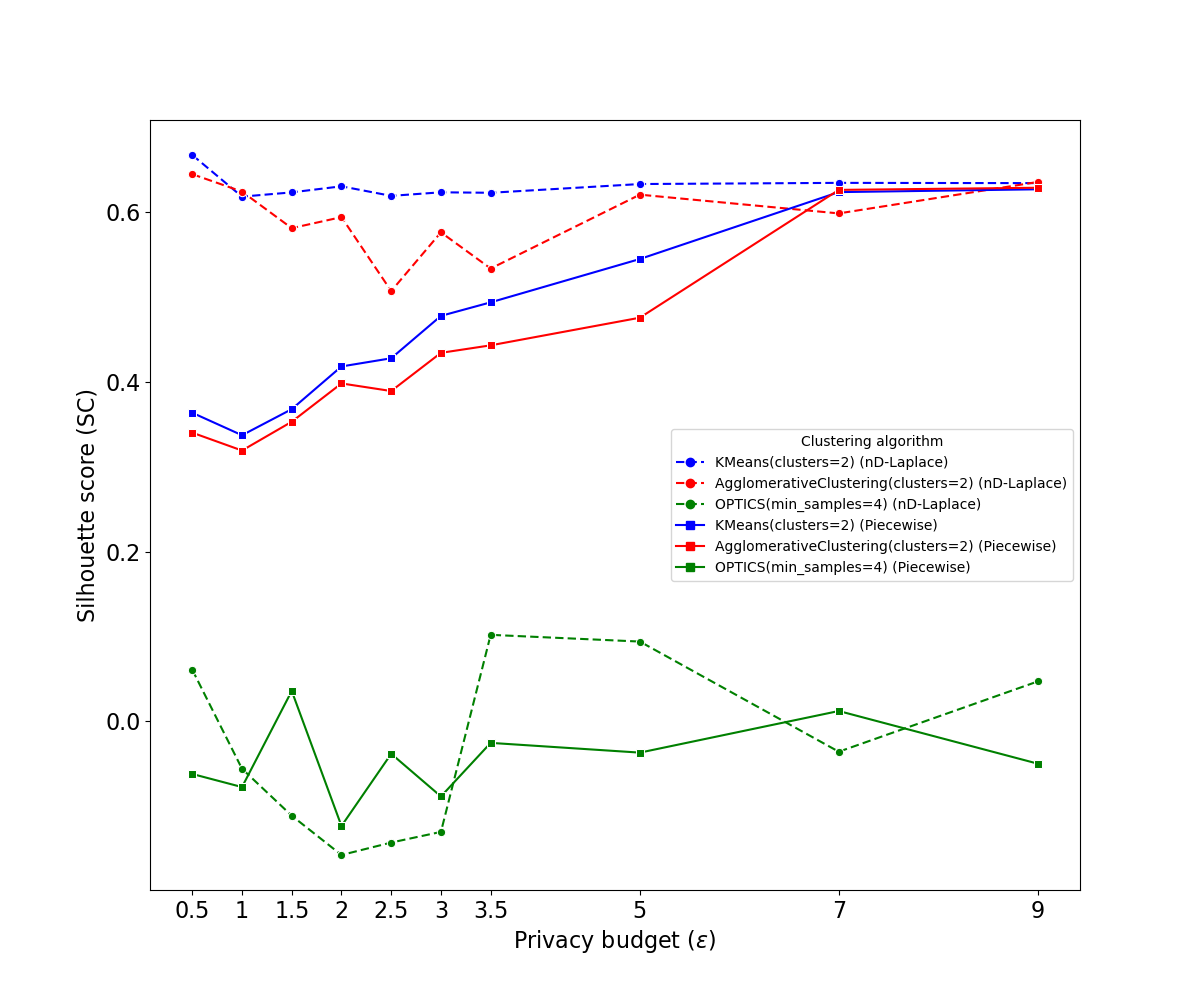 0.6
0.4
0.2
0.0
Silhouette score (SC)
Clustering algorithm
KMeans(clusters=2) (nD-Laplace)
AgglomerativeClustering(clusters=2) (nD-Laplace)
OPTICS(min_samples=4) (nD-Laplace)
KMeans(clusters=2) (Piecewise)
AgglomerativeClustering(clusters=2) (Piecewise)
OPTICS(min_samples=4) (Piecewise)
0.5 1 1.5 2 2.5 3 3.5 5 7 9
Privacy budget (ε)